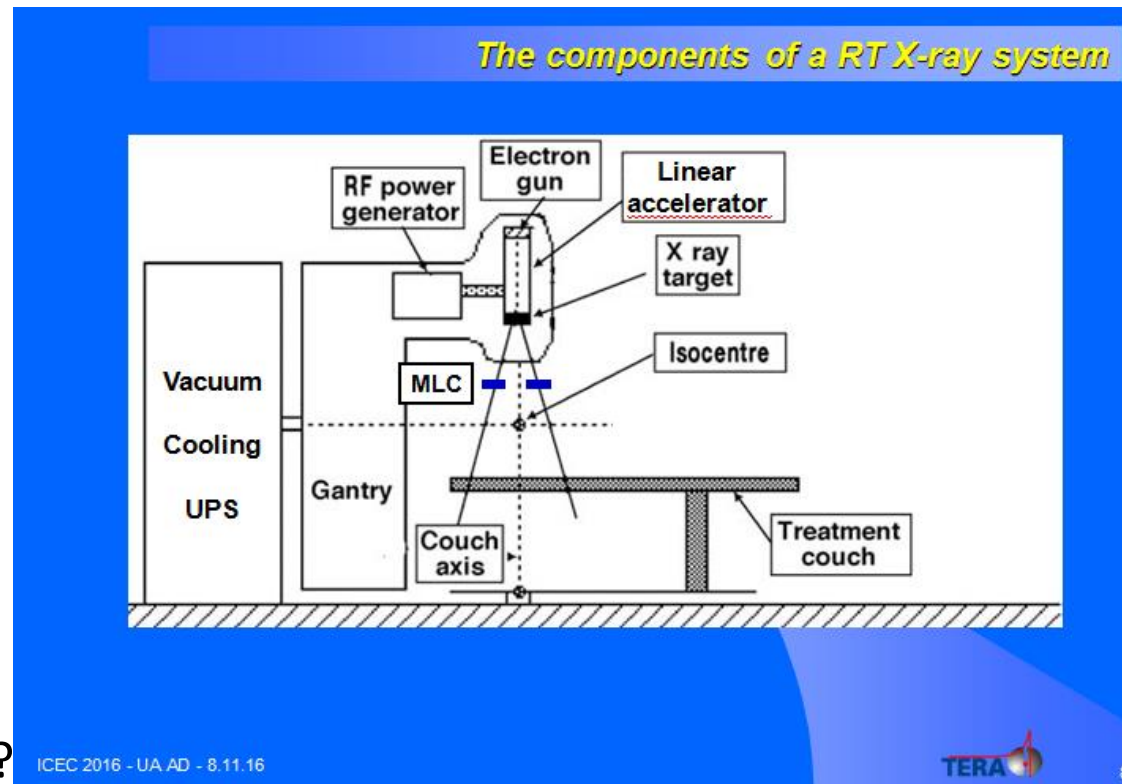 The components of a RT X-ray system
Electron
gun
RF power
generator
Linear
accelerator
X ray
target
Isocentre
MLC
Vacuum
Cooling
UPS
Gantry
Couch
axis
Treatment
couch
?
ICEC 2016 - UA AD - 8.11.16
TERA